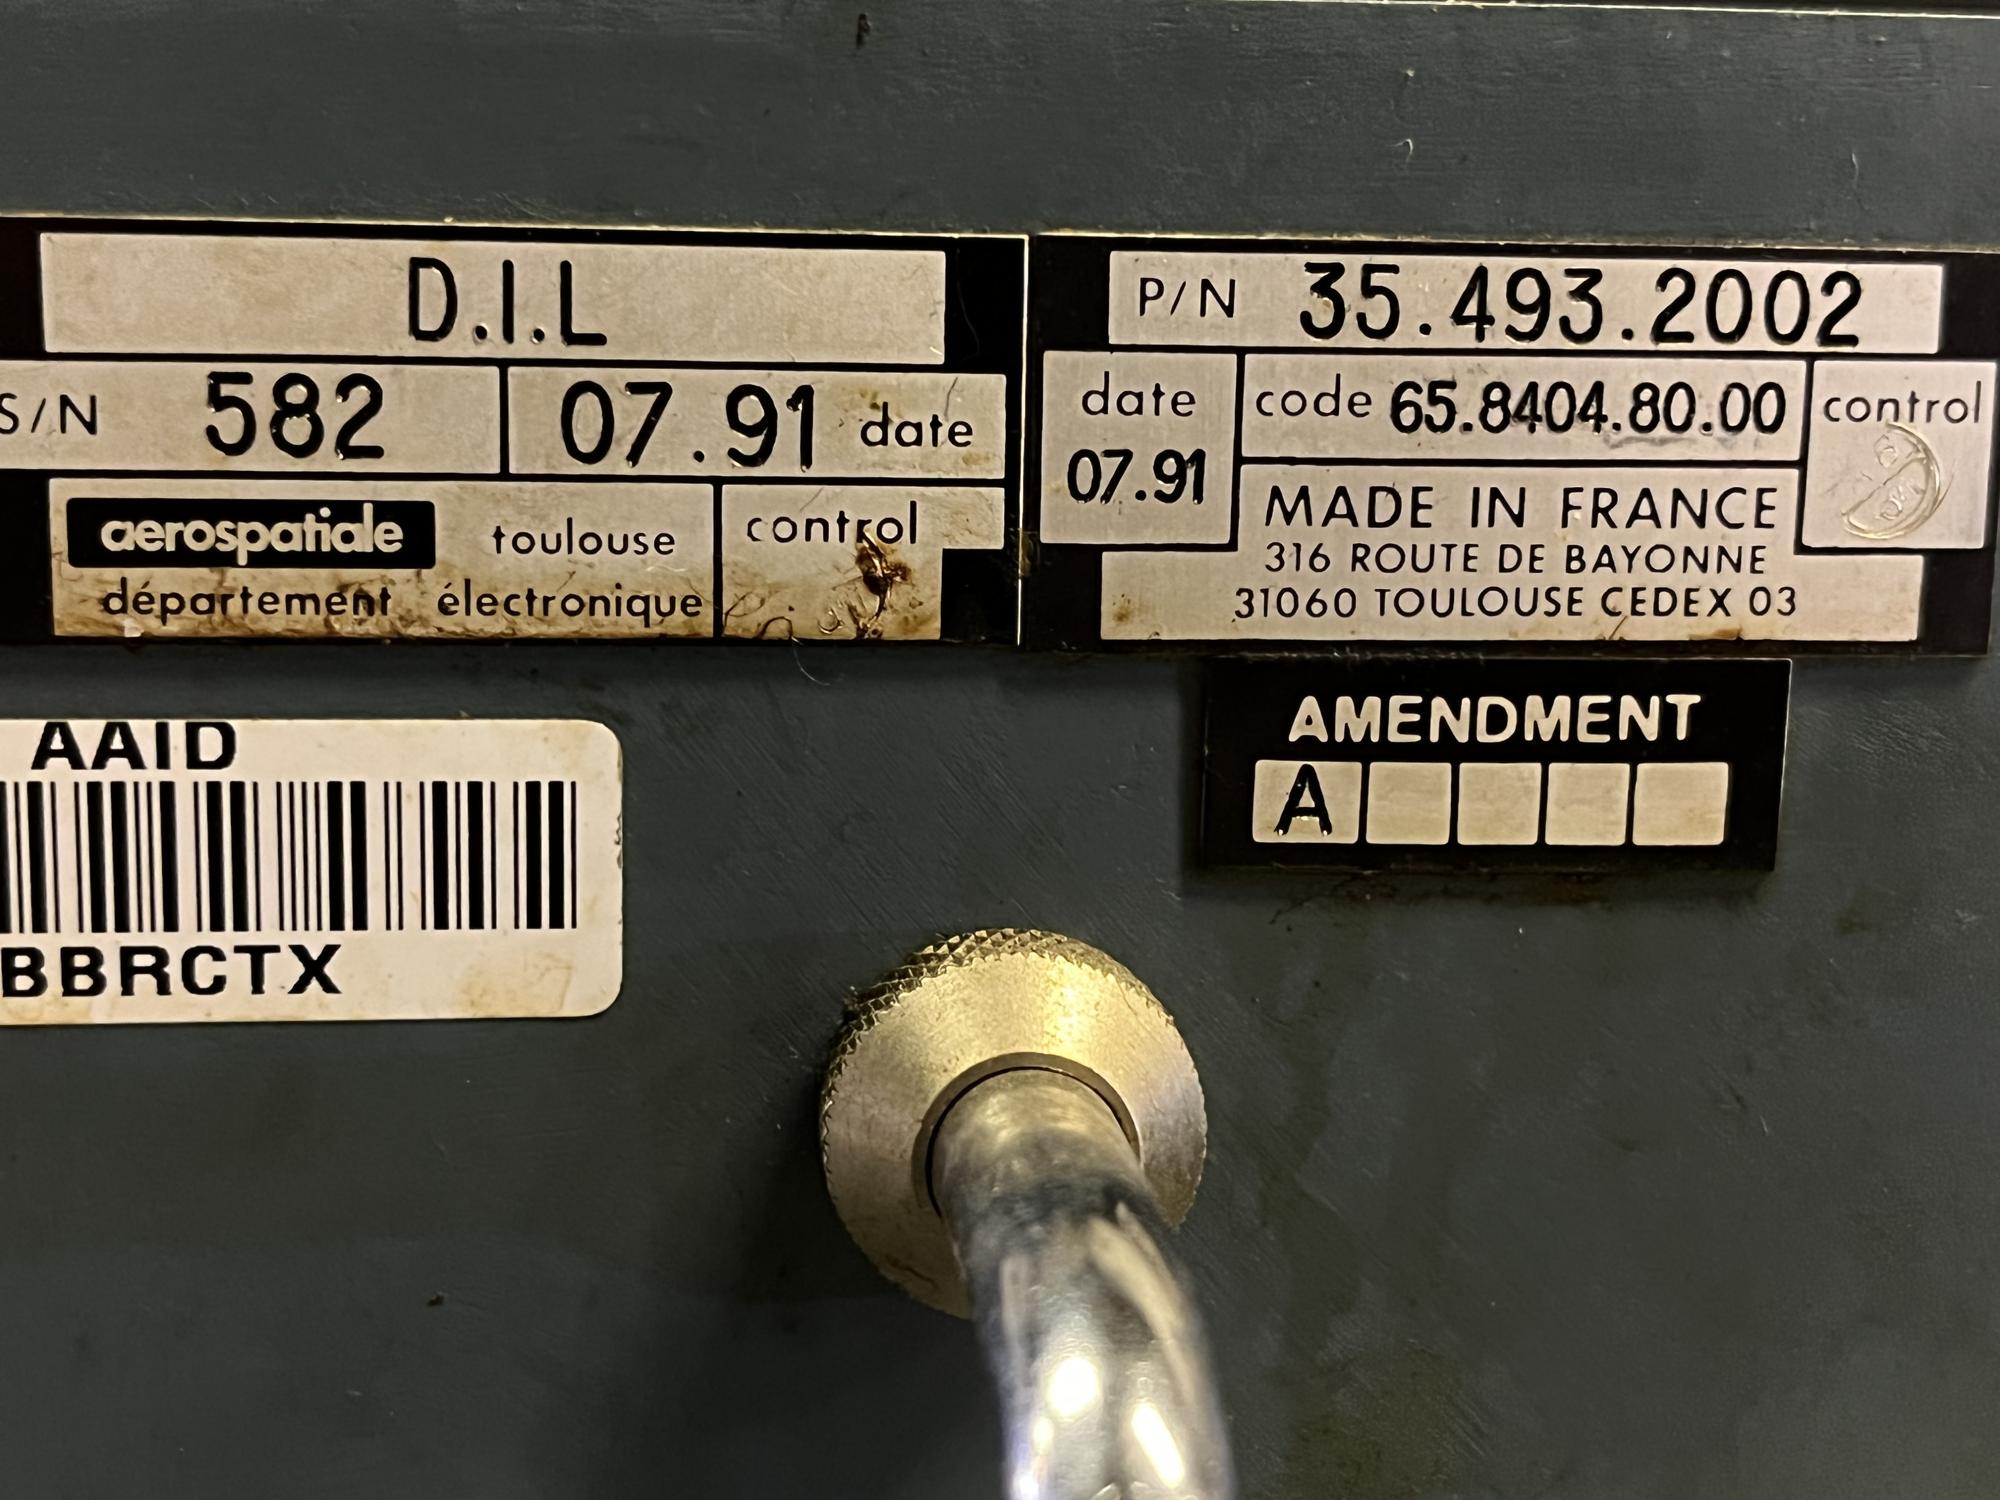 D.I.L
S/N 582 07.91 date
aerospatiale toulouse control
département électronique
P/N 35.493.2002
date code 65.8404.80.00 control
07.91
MADE IN FRANCE
316 ROUTE DE BAYONNE
31060 TOULOUSE CEDEX 03
AMENDMENT
A
AAID
BBRCTX